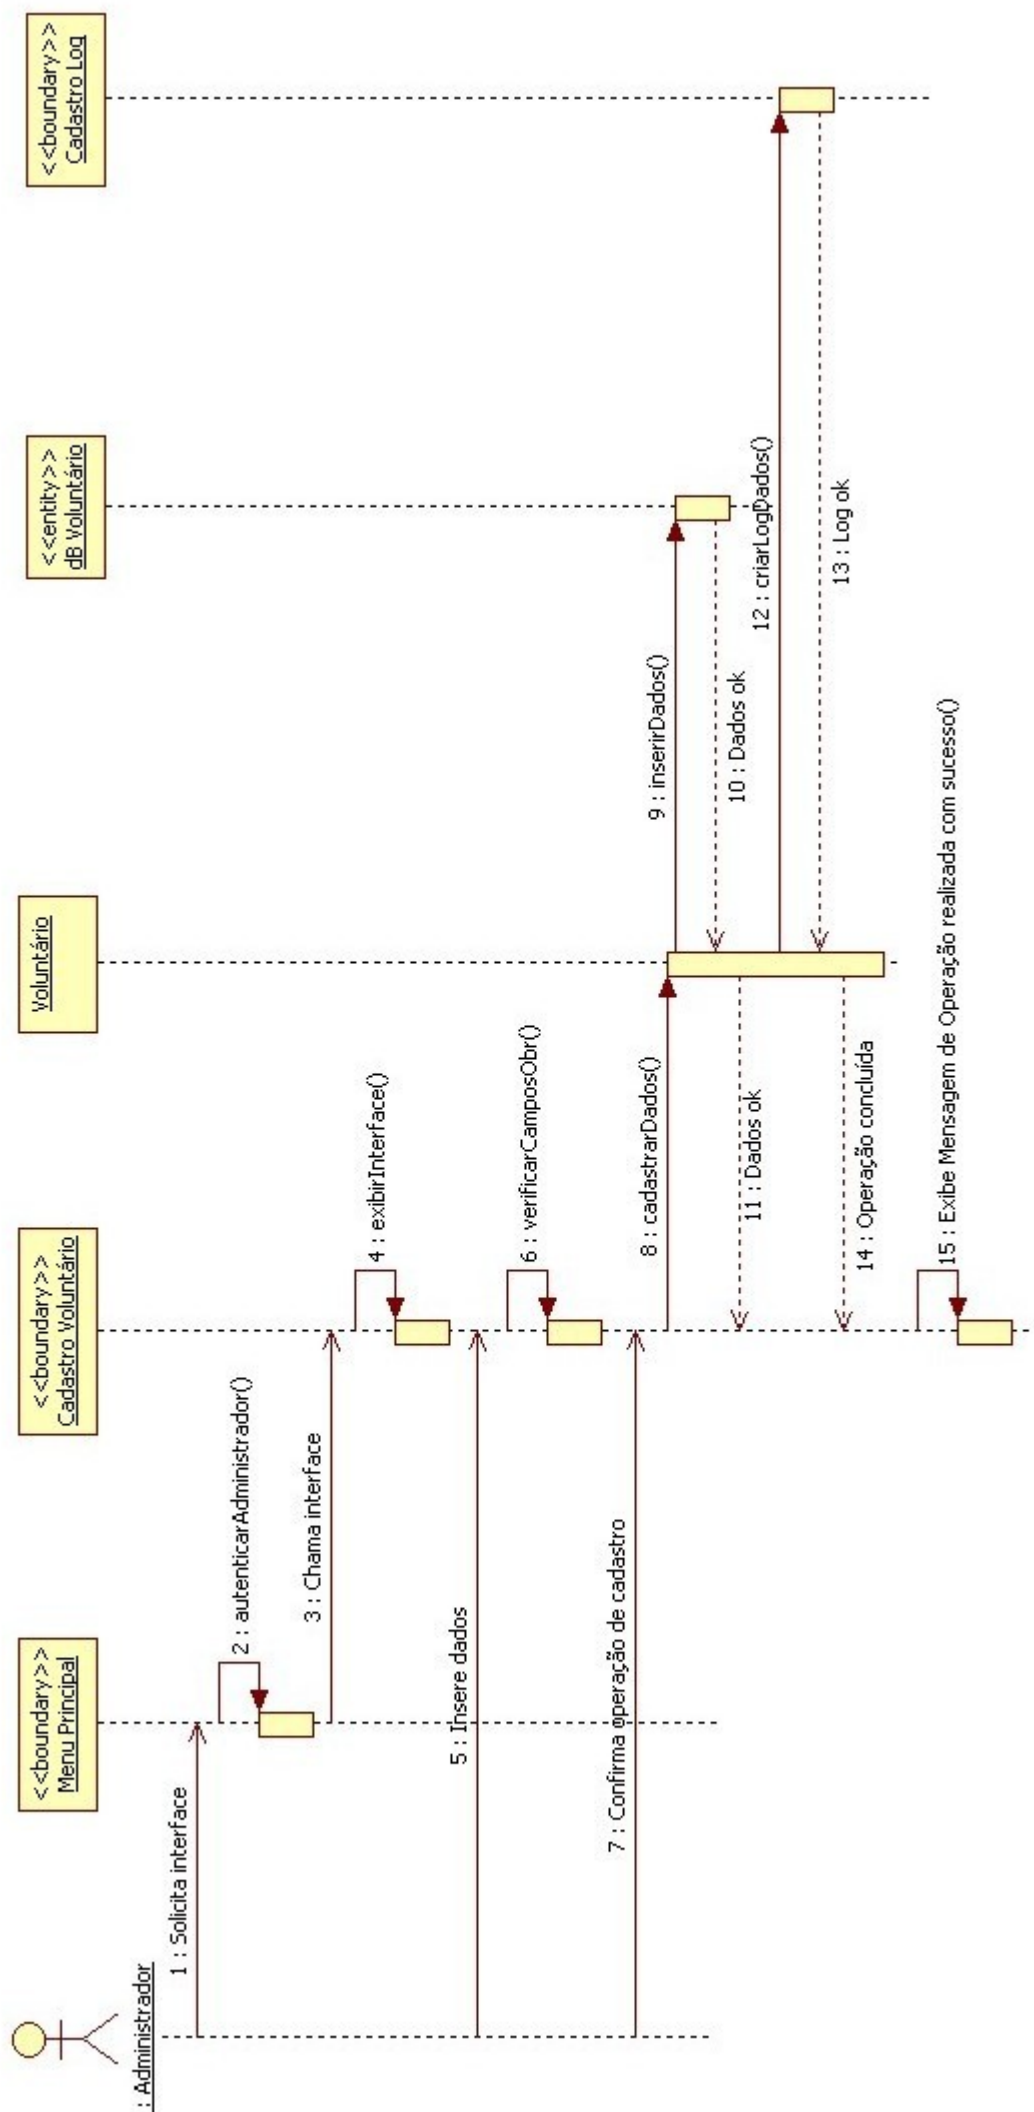 : Administrador
<<boundary>>
Menu Principal
<<boundary>>
Cadastro Voluntário
Voluntário
<<entity>>
dB Voluntário
<<boundary>>
Cadastro Log
1 : Solicita interface
2 : autenticarAdministrador()
3 : Chama interface
4 : exibirInterface()
5 : Insere dados
6 : verificarCamposObr()
7 : Confirma operação de cadastro
8 : cadastrarDados()
9 : inserirDados()
10 : Dados ok
11 : Dados ok
12 : criarLogDados()
13 : Log ok
14 : Operação concluída
15 : Exibe Mensagem de Operação realizada com sucesso()